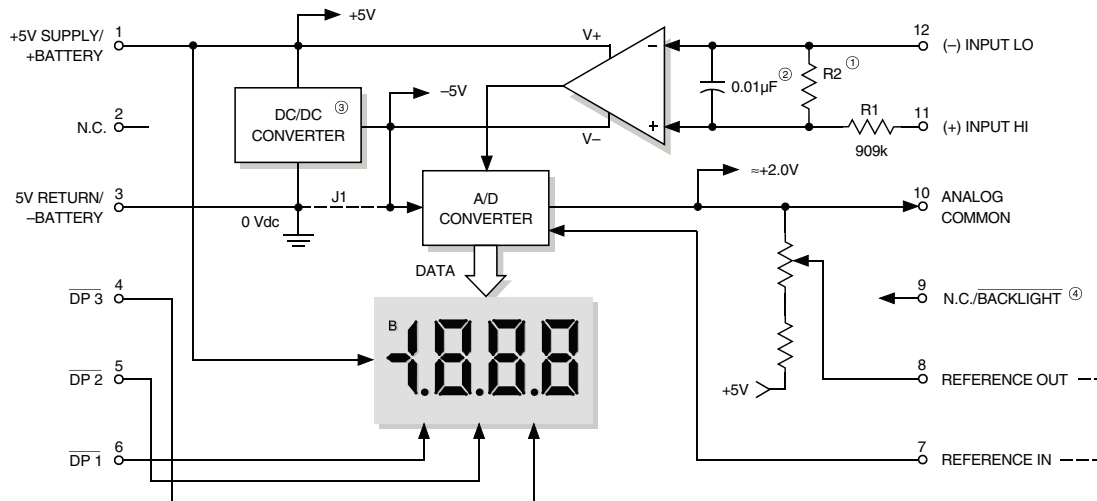 +5V SUPPLY/
+BATTERY
1
+5V
V+
12
(–) INPUT LO
0.01µF ②
R2 ①
R1
909k
11
(+) INPUT HI
2
N.C.
DC/DC ③
CONVERTER
–5V
V–
≈+2.0V
5V RETURN/
–BATTERY
3
0 Vdc
J1
A/D
CONVERTER
10
ANALOG
COMMON
DATA
4
DP 3
B
-1.8.8.8
9
N.C./BACKLIGHT ④
5
DP 2
+5V
8
REFERENCE OUT
6
DP 1
7
REFERENCE IN
– +